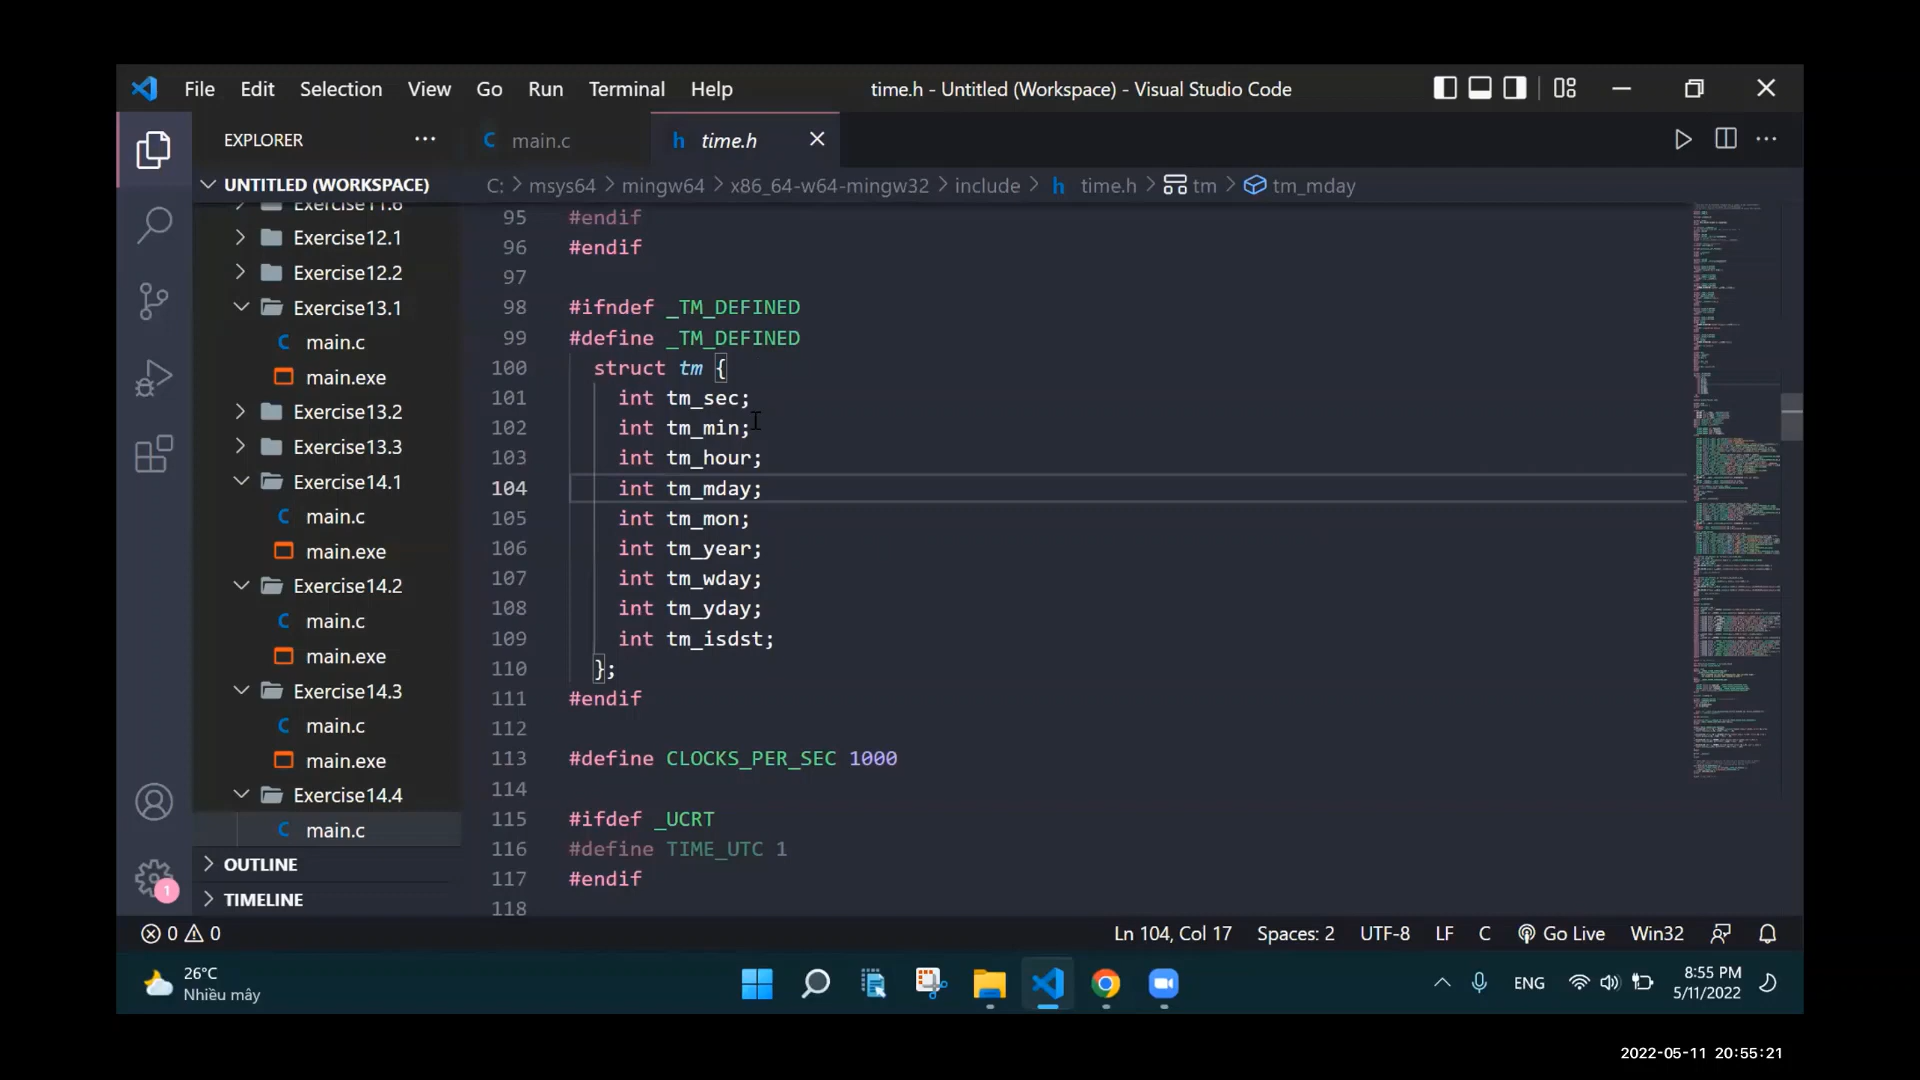 File Edit Selection View Go Run Terminal Help time.h - Untitled (Workspace) - Visual Studio Code
EXPLORER
main.c
time.h
UNTITLED (WORKSPACE)
C: > msys64 > mingw64 > x86_64-w64-mingw32 > include > h time.h > tm > tm_mday
Exercise11.6
Exercise12.1
Exercise12.2
Exercise13.1
main.c
main.exe
Exercise13.2
Exercise13.3
Exercise14.1
main.c
main.exe
Exercise14.2
main.c
main.exe
Exercise14.3
main.c
main.exe
Exercise14.4
main.c
OUTLINE
TIMELINE
95 #endif
96 #endif
97
98 #ifndef _TM_DEFINED
99 #define _TM_DEFINED
100 struct tm {
101 int tm_sec;
102 int tm_min;
103 int tm_hour;
104 int tm_mday;
105 int tm_mon;
106 int tm_year;
107 int tm_wday;
108 int tm_yday;
109 int tm_isdst;
110 };
111 #endif
112
113 #define CLOCKS_PER_SEC 1000
114
115 #ifdef _UCRT
116 #define TIME_UTC 1
117 #endif
118
1
0 0 Ln 104, Col 17 Spaces: 2 UTF-8 LF C Go Live Win32
26°C
Nhiều mây
ENG
8:55 PM
5/11/2022
2022-05-11 20:55:21